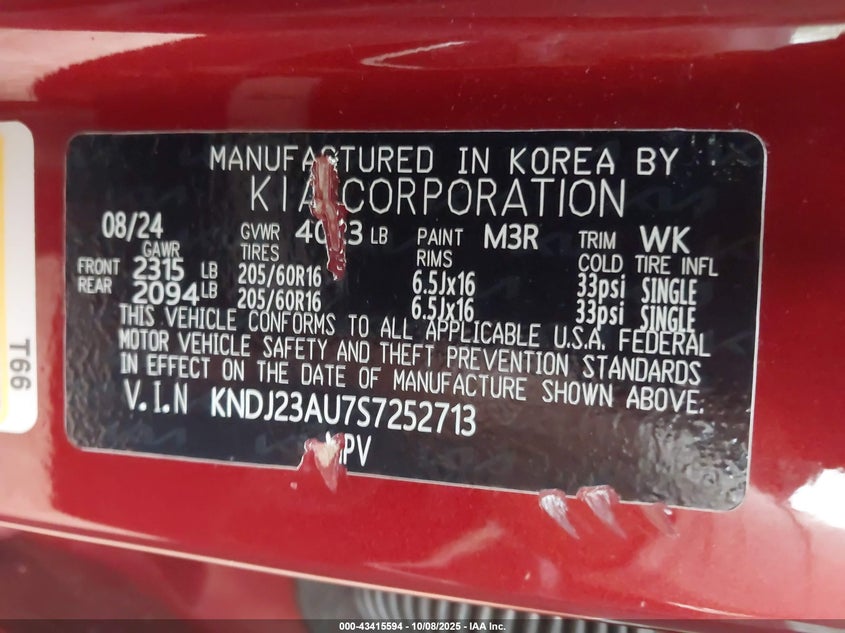 MANUFACTURED IN KOREA BY
KIA CORPORATION
08/24 GVWR LB PAINT M3R TRIM WK
GAWR TIRES RIMS COLD TIRE INFL
FRONT 2315 LB 205/60R16 6.5Jx16 33psi SINGLE
REAR 2094 LB 205/60R16 6.5Jx16 33psi SINGLE
THIS VEHICLE CONFORMS TO ALL APPLICABLE U.S.A. FEDERAL
MOTOR VEHICLE SAFETY AND THEFT PREVENTION STANDARDS
IN EFFECT ON THE DATE OF MANUFACTURE SHOWN ABOVE.
V.I.N KNDJ23AU7S7252713
MPV
T66
000-43415594 - 10/08/2025 - IAA Inc.